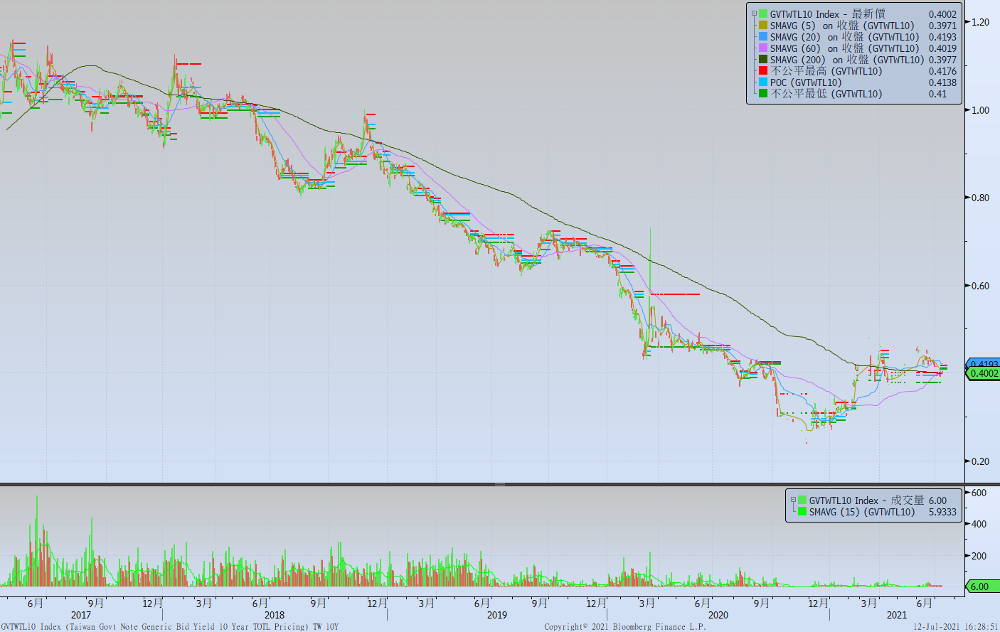 GVTWTL10 Index - 最新價 0.4002
SMAVG (5) on 收盤 (GVTWTL10) 0.3971
SMAVG (20) on 收盤 (GVTWTL10) 0.4193
SMAVG (60) on 收盤 (GVTWTL10) 0.4019
SMAVG (200) on 收盤 (GVTWTL10) 0.3977
不公平最高 (GVTWTL10) 0.4176
POC (GVTWTL10) 0.4138
不公平最低 (GVTWTL10) 0.41
1.20
1.00
0.80
0.60
0.4193
0.4002
0.20
GVTWTL10 Index - 成交量 6.00
SMAVG (15) (GVTWTL10) 5.9333
600
400
200
6.00
6月 9月 12月 3月 6月 9月 12月 3月 6月 9月 12月 3月 6月 9月 12月 3月 6月
2017 2018 2019 2020 2021
GVTWTL10 Index (Taiwan Govt Note Generic Bid Yield 10 Year TOTL Pricing) TW 10Y Copyright© 2021 Bloomberg Finance L.P. 12-Jul-2021 16:28:51